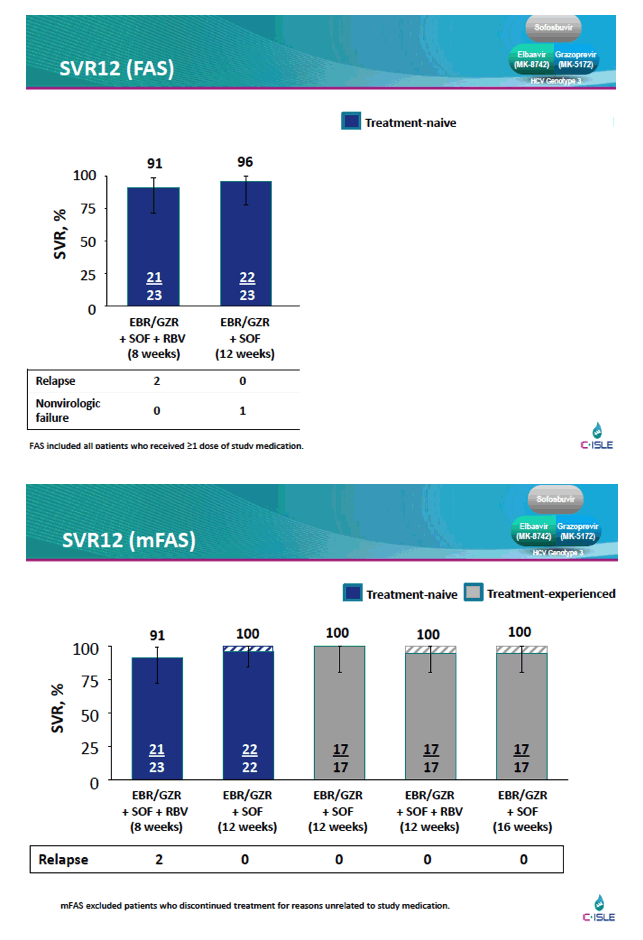 Sofosbuvir
SVR12 (FAS)
Elbasvir Grazoprevir
(MK-8742) (MK-5172)
HCV Genotype 3
Treatment-naive
91 96
100
75
50
25
0
SVR, %
21 22
23 23
EBR/GZR EBR/GZR
+ SOF + RBV + SOF
(8 weeks) (12 weeks)
Relapse 2 0
Nonvirologic
failure 0 1
FAS included all patients who received ≥1 dose of study medication.
C·ISLE
Sofosbuvir
SVR12 (mFAS)
Elbasvir Grazoprevir
(MK-8742) (MK-5172)
HCV Genotype 3
Treatment-naive Treatment-experienced
91 100 100 100 100
100
75
50
25
0
SVR, %
21 22 17 17 17
23 22 17 17 17
EBR/GZR EBR/GZR EBR/GZR EBR/GZR EBR/GZR
+ SOF + RBV + SOF + SOF + SOF + RBV + SOF
(8 weeks) (12 weeks) (12 weeks) (12 weeks) (16 weeks)
Relapse 2 0 0 0 0
mFAS excluded patients who discontinued treatment for reasons unrelated to study medication.
C·ISLE